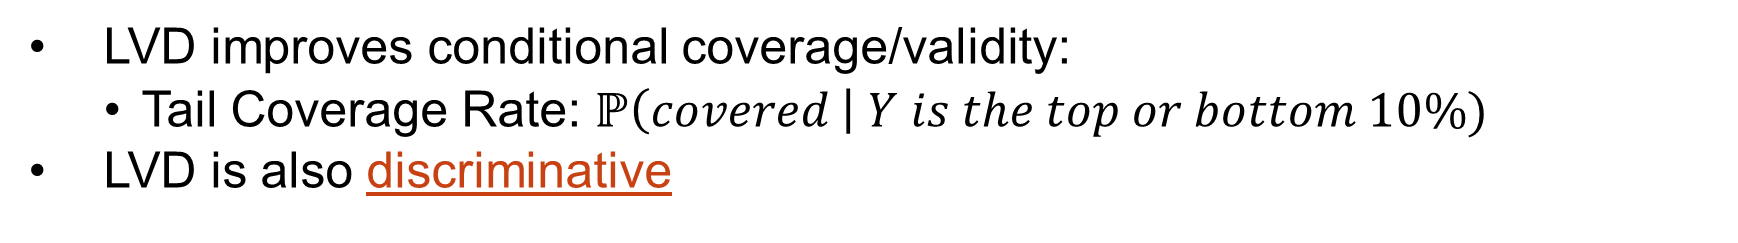 • LVD improves conditional coverage/validity:
• Tail Coverage Rate: ℙ(covered | Y is the top or bottom 10%)
• LVD is also discriminative